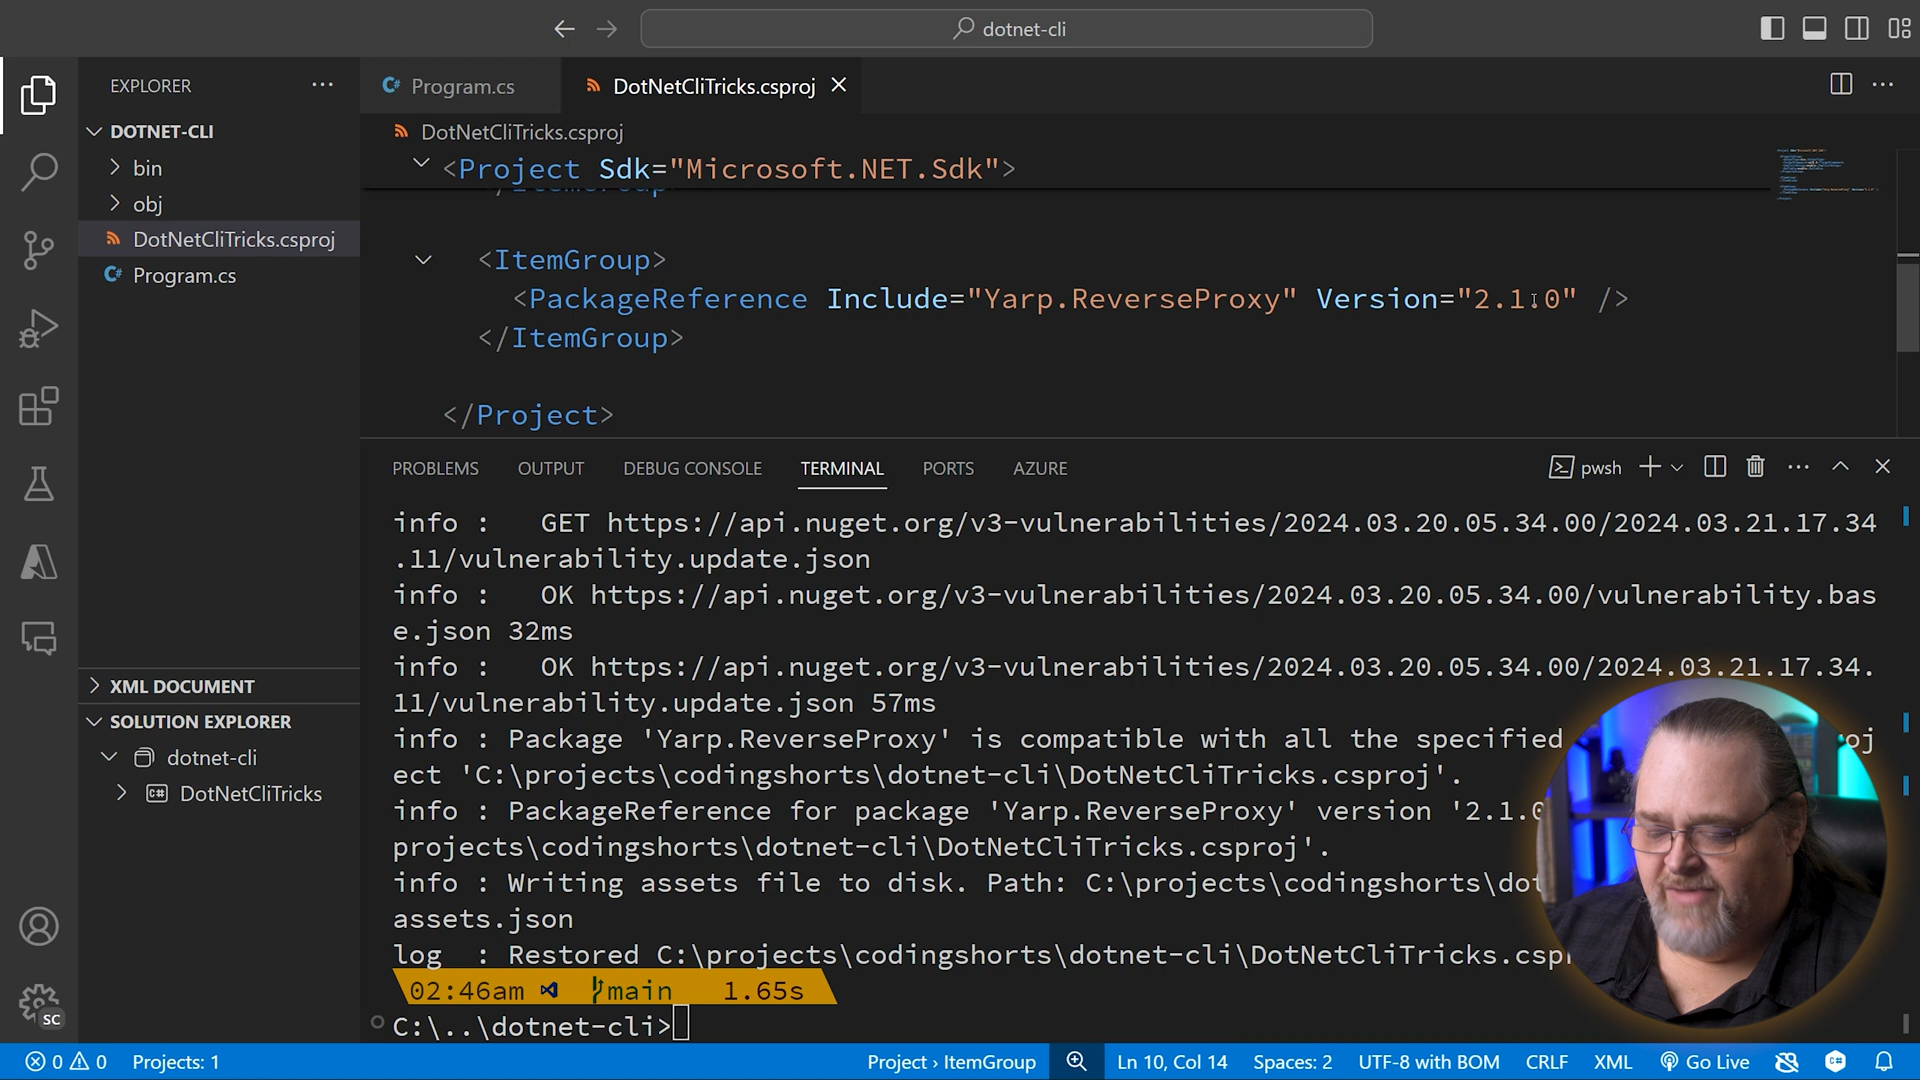 dotnet-cli
EXPLORER
Program.cs
DotNetCliTricks.csproj
DOTNET-CLI
bin
obj
DotNetCliTricks.csproj
Program.cs
XML DOCUMENT
SOLUTION EXPLORER
dotnet-cli
DotNetCliTricks
DotNetCliTricks.csproj
<Project Sdk="Microsoft.NET.Sdk">
</ItemGroup>
<ItemGroup>
<PackageReference Include="Yarp.ReverseProxy" Version="2.1.0" />
</ItemGroup>
</Project>
PROBLEMS OUTPUT DEBUG CONSOLE TERMINAL PORTS AZURE
pwsh
info :   GET https://api.nuget.org/v3-vulnerabilities/2024.03.20.05.34.00/2024.03.21.17.34
.11/vulnerability.update.json
info :   OK https://api.nuget.org/v3-vulnerabilities/2024.03.20.05.34.00/vulnerability.bas
e.json 32ms
info :   OK https://api.nuget.org/v3-vulnerabilities/2024.03.20.05.34.00/2024.03.21.17.34.
11/vulnerability.update.json 57ms
info : Package 'Yarp.ReverseProxy' is compatible with all the specified oj
ect 'C:\projects\codingshorts\dotnet-cli\DotNetCliTricks.csproj'.
info : PackageReference for package 'Yarp.ReverseProxy' version '2.1.0
projects\codingshorts\dotnet-cli\DotNetCliTricks.csproj'.
info : Writing assets file to disk. Path: C:\projects\codingshorts\dot
assets.json
log  : Restored C:\projects\codingshorts\dotnet-cli\DotNetCliTricks.csp
02:46am main 1.65s
C:\..\dotnet-cli>
SC
0 0 Projects: 1 Project › ItemGroup Ln 10, Col 14 Spaces: 2 UTF-8 with BOM CRLF XML Go Live